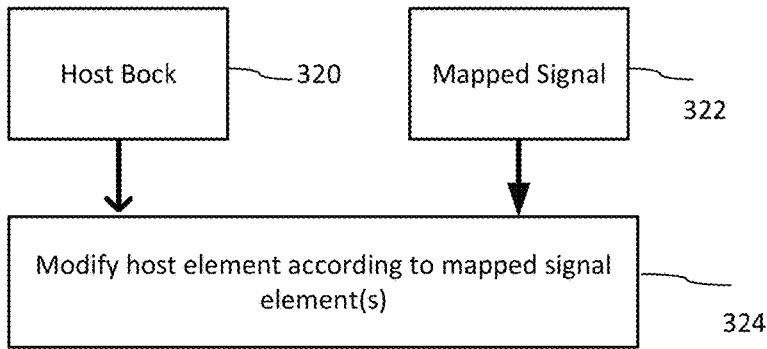 Host Bock
320
Mapped Signal
322
Modify host element according to mapped signal
element(s)
324